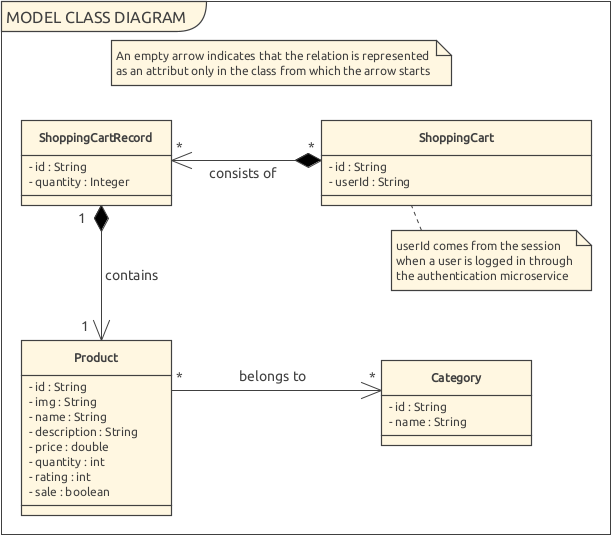 MODEL CLASS DIAGRAM
An empty arrow indicates that the relation is represented
as an attribut only in the class from which the arrow starts
ShoppingCartRecord
- id : String
- quantity : Integer
*
*
consists of
ShoppingCart
- id : String
- userId : String
userId comes from the session
when a user is logged in through
the authentication microservice
1
contains
1
Product
- id : String
- img : String
- name : String
- description : String
- price : double
- quantity : int
- rating : int
- sale : boolean
*
belongs to
*
Category
- id : String
- name : String